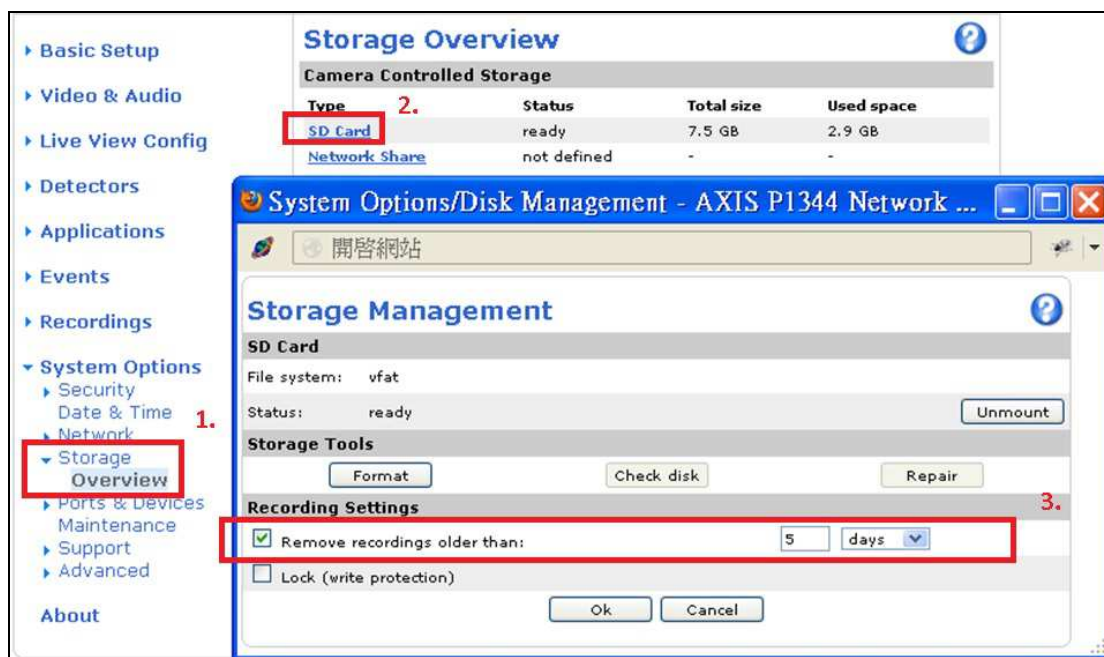 Basic Setup
Video & Audio
Live View Config
Detectors
Applications
Events
Recordings
System Options
Security
Date & Time
Network
1.
Storage
Overview
Ports & Devices
Maintenance
Support
Advanced
About
Storage Overview
Camera Controlled Storage
Type Status Total size Used space
2.
SD Card ready 7.5 GB 2.9 GB
Network Share not defined - -
System Options/Disk Management - AXIS P1344 Network ...
開啓網站
Storage Management
SD Card
File system: vfat
Status: ready Unmount
Storage Tools
Format Check disk Repair
Recording Settings
3.
Remove recordings older than: 5 days
Lock (write protection)
Ok Cancel